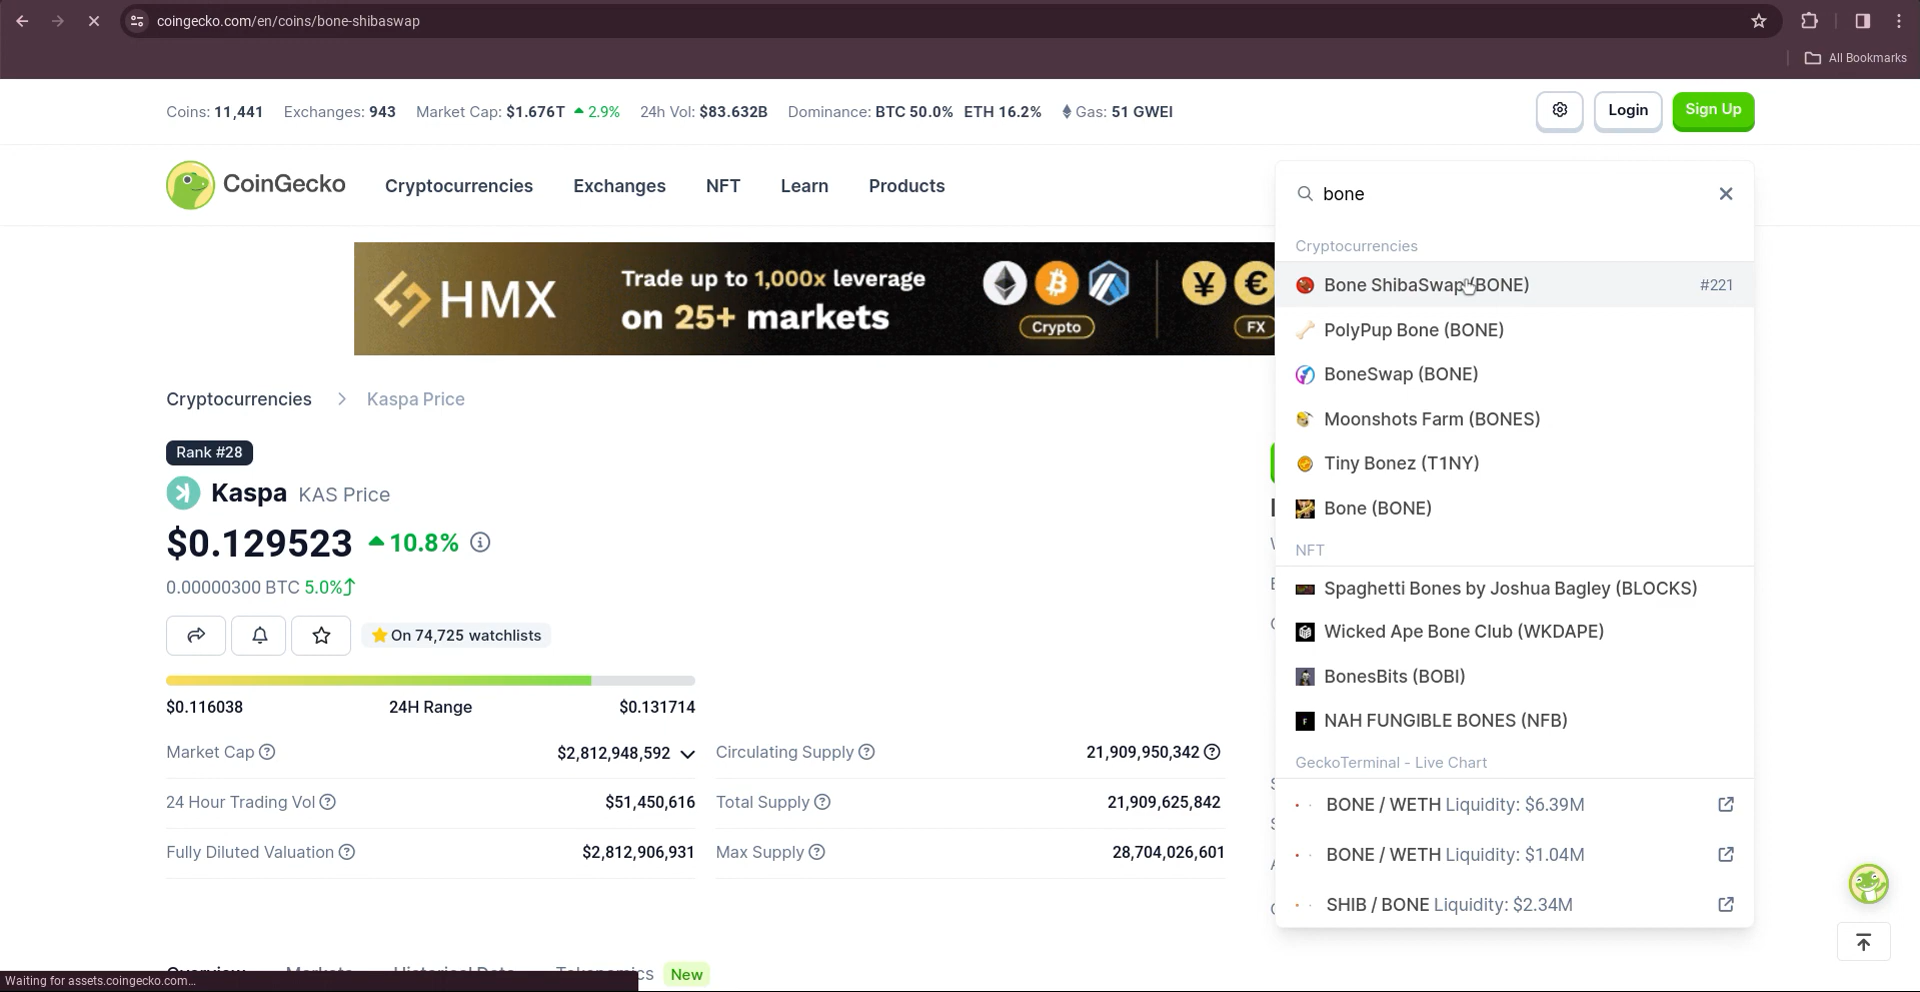 coingecko.com/en/coins/bone-shibaswap
All Bookmarks
Coins: 11,441 Exchanges: 943 Market Cap: $1.676T 2.9% 24h Vol: $83.632B Dominance: BTC 50.0% ETH 16.2% Gas: 51 GWEI
Login
Sign Up
CoinGecko
Cryptocurrencies
Exchanges
NFT
Learn
Products
bone
HMX
Trade up to 1,000x leverage
on 25+ markets
Crypto
¥ €
FX
Cryptocurrencies
Bone ShibaSwap (BONE) #221
PolyPup Bone (BONE)
BoneSwap (BONE)
Moonshots Farm (BONES)
Tiny Bonez (T1NY)
Bone (BONE)
NFT
Spaghetti Bones by Joshua Bagley (BLOCKS)
Wicked Ape Bone Club (WKDAPE)
BonesBits (BOBI)
NAH FUNGIBLE BONES (NFB)
GeckoTerminal - Live Chart
BONE / WETH Liquidity: $6.39M
BONE / WETH Liquidity: $1.04M
SHIB / BONE Liquidity: $2.34M
Cryptocurrencies
Kaspa Price
Rank #28
Kaspa KAS Price
$0.129523 10.8%
0.00000300 BTC 5.0%
On 74,725 watchlists
$0.116038 24H Range $0.131714
Market Cap $2,812,948,592
Circulating Supply 21,909,950,342
24 Hour Trading Vol $51,450,616
Total Supply 21,909,625,842
Fully Diluted Valuation $2,812,906,931
Max Supply 28,704,026,601
Overview Markets Historical Data Tokenomics New
Waiting for assets.coingecko.com...